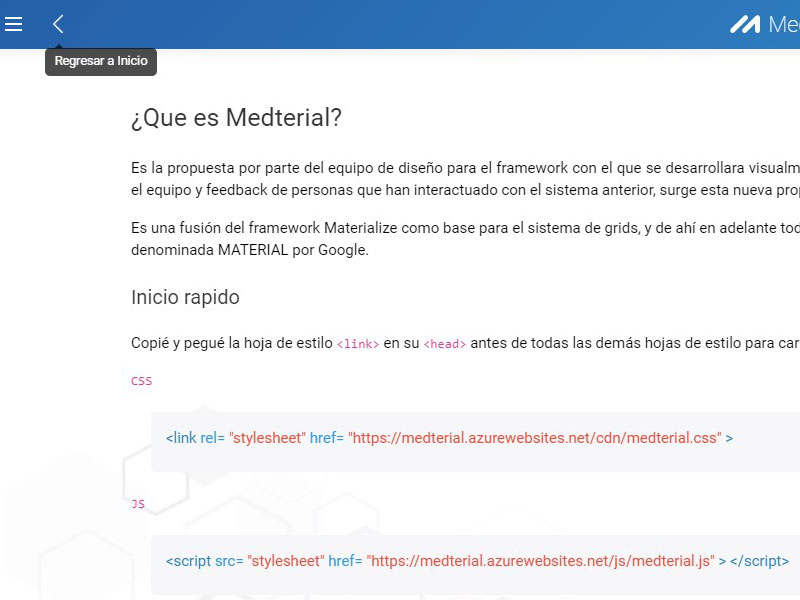 Med
Regresar a Inicio
¿Que es Medterial?
Es la propuesta por parte del equipo de diseño para el framework con el que se desarrollara visualm
el equipo y feedback de personas que han interactuado con el sistema anterior, surge esta nueva prop
Es una fusión del framework Materialize como base para el sistema de grids, y de ahí en adelante tod
denominada MATERIAL por Google.
Inicio rapido
Copié y pegué la hoja de estilo <link> en su <head> antes de todas las demás hojas de estilo para car
CSS
<link rel= "stylesheet" href= "https://medterial.azurewebsites.net/cdn/medterial.css" >
JS
<script src= "stylesheet" href= "https://medterial.azurewebsites.net/js/medterial.js" > </script>